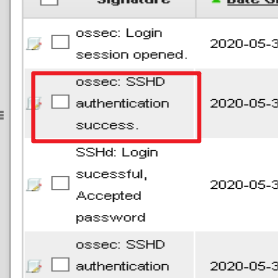 Signature
ossec: Login
session opened.
2020-05-3
ossec: SSHD
authentication
success.
2020-05-3
SSHd: Login
sucessful,
Accepted
password
2020-05-3
ossec: SSHD
authentication
2020-05-3